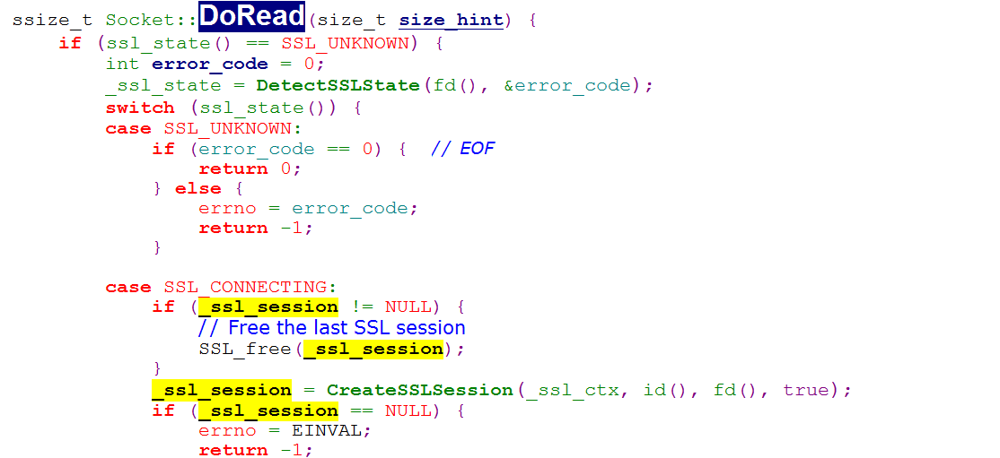 ssize_t Socket::DoRead(size_t size_hint) {
    if (ssl_state() == SSL_UNKNOWN) {
        int error_code = 0;
        _ssl_state = DetectSSLState(fd(), &error_code);
        switch (ssl_state()) {
        case SSL_UNKNOWN:
            if (error_code == 0) {  // EOF
                return 0;
            } else {
                errno = error_code;
                return -1;
            }

        case SSL_CONNECTING:
            if (_ssl_session != NULL) {
                // Free the last SSL session
                SSL_free(_ssl_session);
            }
            _ssl_session = CreateSSLSession(_ssl_ctx, id(), fd(), true);
            if (_ssl_session == NULL) {
                errno = EINVAL;
                return -1;